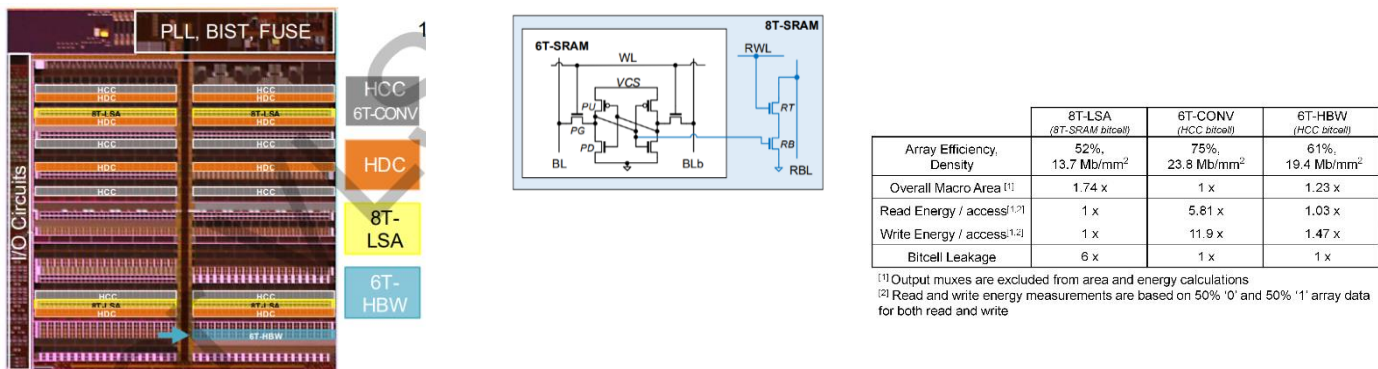 PLL, BIST, FUSE
1
I/O Circuits
HCC
HCC
HDC
HDC
8T-LSA
8T-LSA
HDC
HDC
HDC
HDC
HCC
HCC
HCC
HCC
8T-LSA
8T-LSA
HDC
HDC
6T-HBW
HCC
6T-CONV
HDC
8T-
LSA
6T-
HBW
8T-SRAM
6T-SRAM
RWL
WL
VCS
PU
RT
PG
PD
RB
BL
BLb
RBL
8T-LSA 6T-CONV 6T-HBW
(8T-SRAM bitcell) (HCC bitcell) (HCC bitcell)
Array Efficiency, 52%, 75%, 61%,
Density 13.7 Mb/mm² 23.8 Mb/mm² 19.4 Mb/mm²
Overall Macro Area [1] 1.74 x 1 x 1.23 x
Read Energy / access[1,2] 1 x 5.81 x 1.03 x
Write Energy / access[1,2] 1 x 11.9 x 1.47 x
Bitcell Leakage 6 x 1 x 1 x
[1] Output muxes are excluded from area and energy calculations
[2] Read and write energy measurements are based on 50% '0' and 50% '1' array data
for both read and write